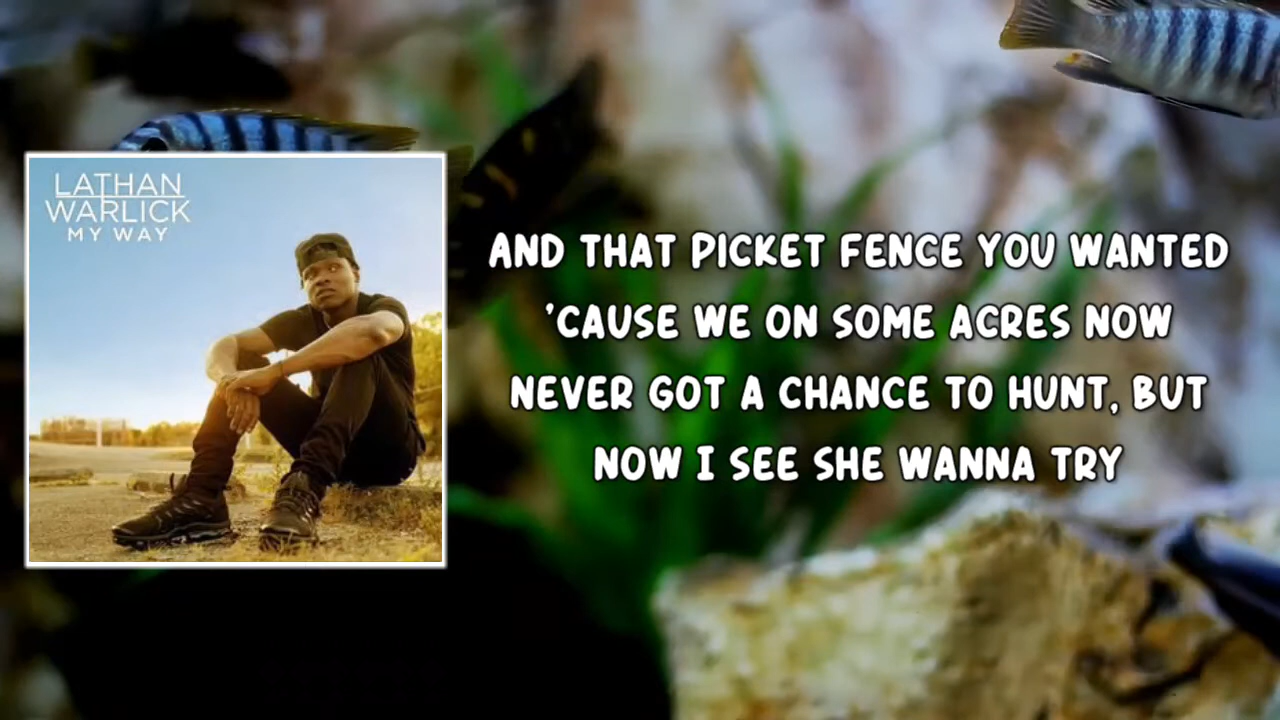 LATHAN
WARLICK
MY WAY
AND THAT PICKET FENCE YOU WANTED
'CAUSE WE ON SOME ACRES NOW
NEVER GOT A CHANCE TO HUNT, BUT
NOW I SEE SHE WANNA TRY